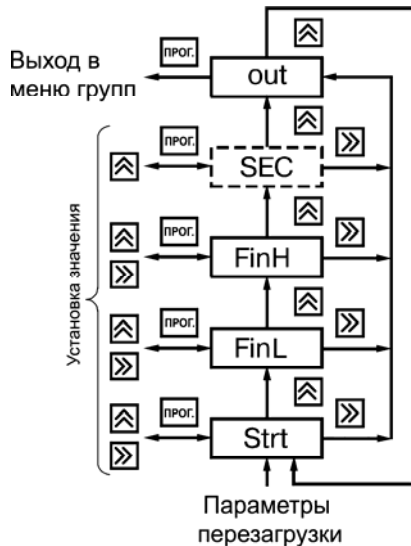 ПРОГ.
Выход в
меню групп
out
ПРОГ.
SEC
ПРОГ.
FinH
Установка значения
ПРОГ.
FinL
ПРОГ.
Strt
Параметры
перезагрузки